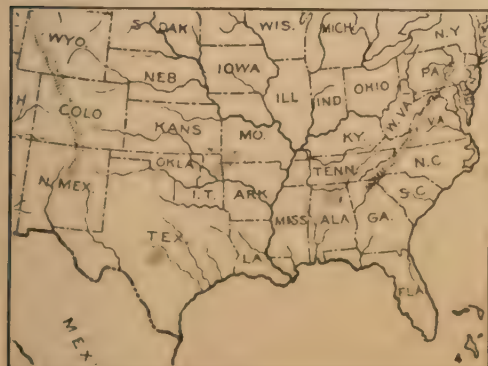 S. DAK
WIS.
MICH.
N.Y
WYO.
NEB
IOWA
ILL
IND
OHIO
PA
H
COLO
KANS
MO.
KY.
W.VA.
VA.
N. MEX
OKLA
I.T.
ARK
TENN.
N.C
S.C
MISS
ALA
GA.
TEX.
LA
FLA
MEX